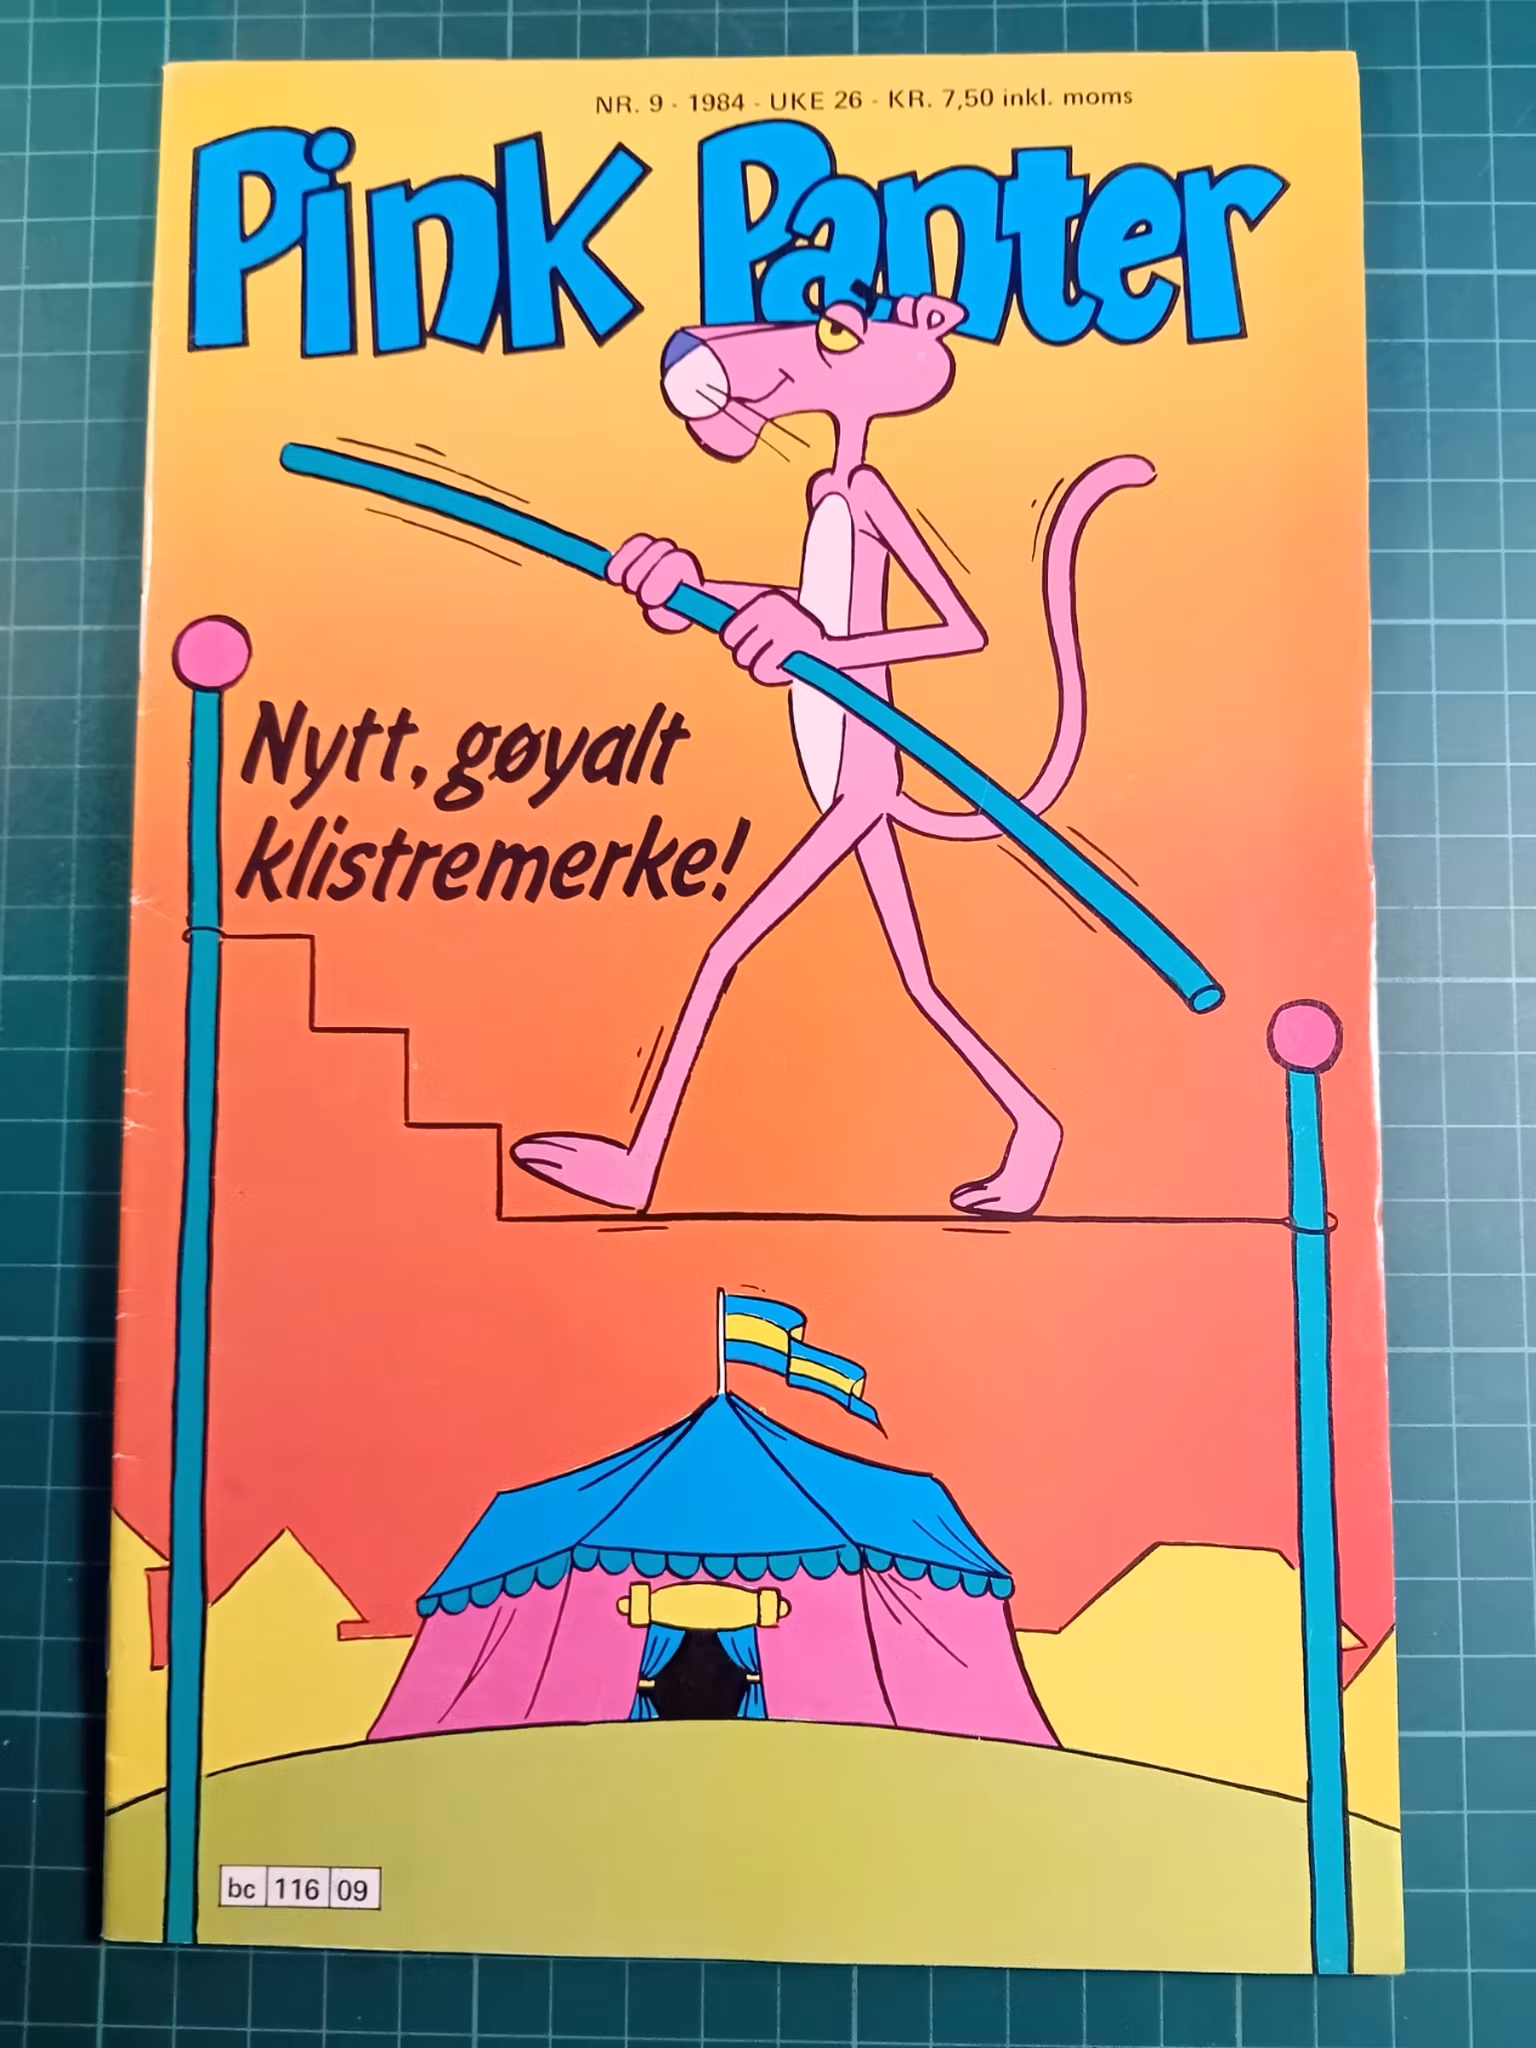 NR. 9 - 1984 - UKE 26 - KR. 7,50 inkl. moms
Pink Panter
Nytt, gøyalt
klistremerke!
bc 116 09